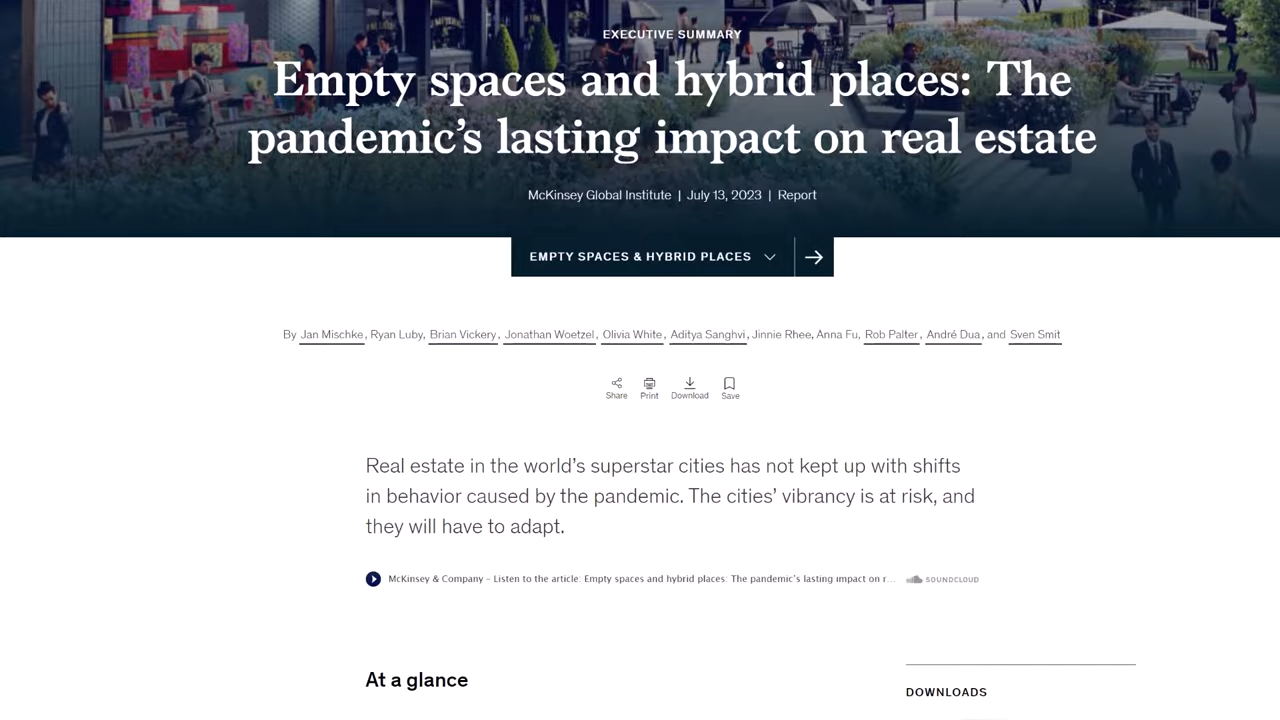 EXECUTIVE SUMMARY
Empty spaces and hybrid places: The
pandemic’s lasting impact on real estate
McKinsey Global Institute | July 13, 2023 | Report
EMPTY SPACES & HYBRID PLACES
By Jan Mischke, Ryan Luby, Brian Vickery, Jonathan Woetzel, Olivia White, Aditya Sanghvi, Jinnie Rhee, Anna Fu, Rob Palter, André Dua, and Sven Smit
Share Print Download Save
Real estate in the world’s superstar cities has not kept up with shifts
in behavior caused by the pandemic. The cities’ vibrancy is at risk, and
they will have to adapt.
McKinsey & Company - Listen to the article: Empty spaces and hybrid places: The pandemic's lasting impact on r...
SOUNDCLOUD
At a glance
DOWNLOADS